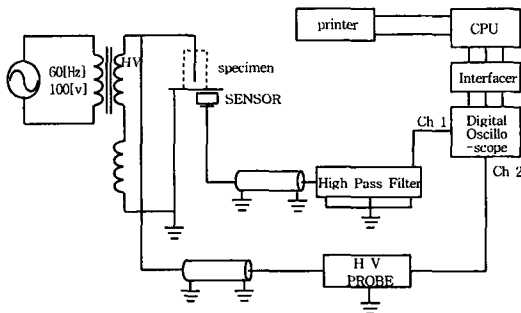 printer
CPU
60[Hz]
100[v]
HV
specimen
SENSOR
Interfacer
Ch 1
Digital
Oscillo
-scope
High Pass Filter
Ch 2
H V
PROBE